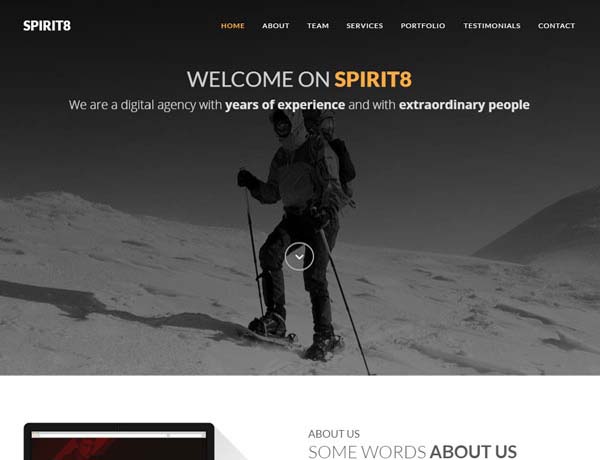 SPIRIT8
HOME ABOUT TEAM SERVICES PORTFOLIO TESTIMONIALS CONTACT
WELCOME ON SPIRIT8
We are a digital agency with years of experience and with extraordinary people
ABOUT US
SOME WORDS ABOUT US